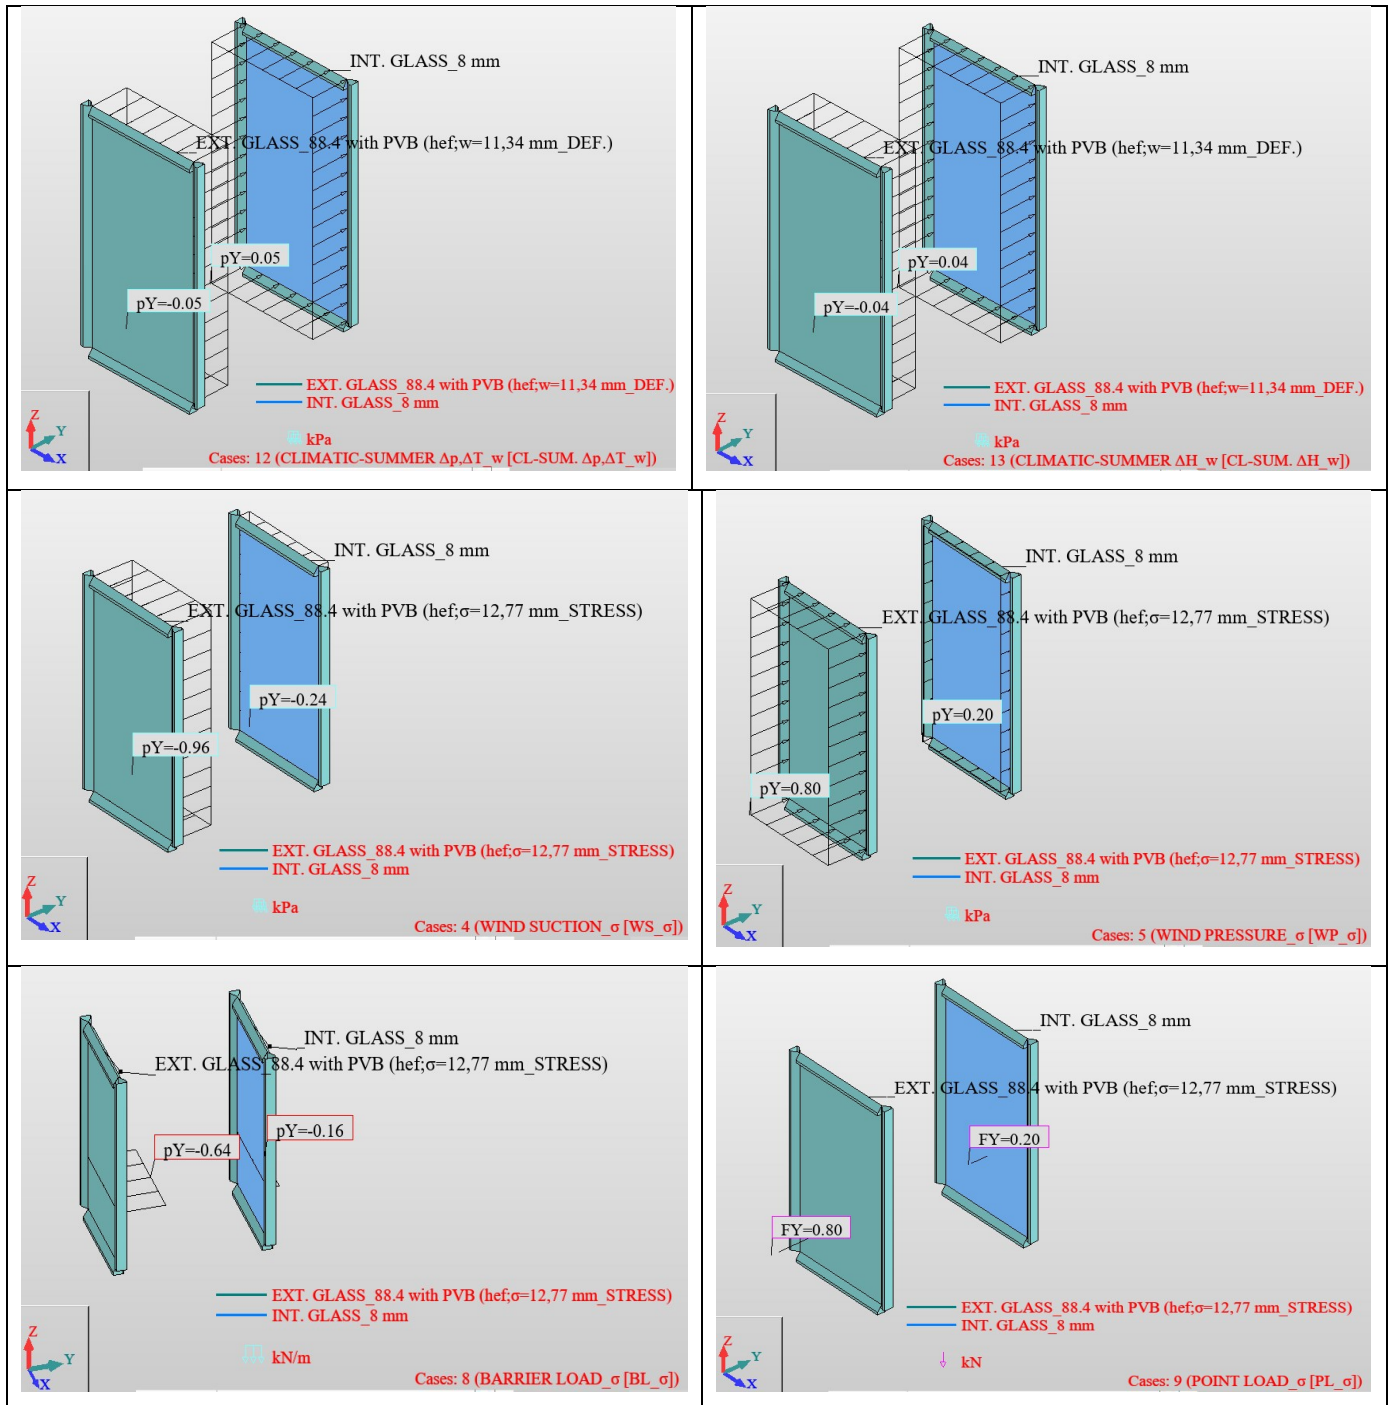 INT. GLASS_8 mm
EXT. GLASS_88.4 with PVB (hef;w=11,34 mm_DEF.)
pY=0.05
pY=-0.05
EXT. GLASS_88.4 with PVB (hef;w=11,34 mm_DEF.)
INT. GLASS_8 mm
kPa
Z
Y
X
Cases: 12 (CLIMATIC-SUMMER Δp,ΔT_w [CL-SUM. Δp,ΔT_w])
INT. GLASS_8 mm
EXT. GLASS_88.4 with PVB (hef;w=11,34 mm_DEF.)
pY=0.04
pY=-0.04
EXT. GLASS_88.4 with PVB (hef;w=11,34 mm_DEF.)
INT. GLASS_8 mm
kPa
Z
Y
X
Cases: 13 (CLIMATIC-SUMMER ΔH_w [CL-SUM. ΔH_w])
INT. GLASS_8 mm
EXT. GLASS_88.4 with PVB (hef;σ=12,77 mm_STRESS)
pY=-0.24
pY=-0.96
EXT. GLASS_88.4 with PVB (hef;σ=12,77 mm_STRESS)
INT. GLASS_8 mm
kPa
Z
Y
X
Cases: 4 (WIND SUCTION_σ [WS_σ])
INT. GLASS_8 mm
EXT. GLASS_88.4 with PVB (hef;σ=12,77 mm_STRESS)
pY=0.20
pY=0.80
EXT. GLASS_88.4 with PVB (hef;σ=12,77 mm_STRESS)
INT. GLASS_8 mm
kPa
Z
Y
X
Cases: 5 (WIND PRESSURE_σ [WP_σ])
INT. GLASS_8 mm
EXT. GLASS_88.4 with PVB (hef;σ=12,77 mm_STRESS)
pY=-0.16
pY=-0.64
EXT. GLASS_88.4 with PVB (hef;σ=12,77 mm_STRESS)
INT. GLASS_8 mm
kN/m
Z
Y
X
Cases: 8 (BARRIER LOAD_σ [BL_σ])
INT. GLASS_8 mm
EXT. GLASS_88.4 with PVB (hef;σ=12,77 mm_STRESS)
FY=0.20
FY=0.80
EXT. GLASS_88.4 with PVB (hef;σ=12,77 mm_STRESS)
INT. GLASS_8 mm
kN
Z
Y
X
Cases: 9 (POINT LOAD_σ [PL_σ])